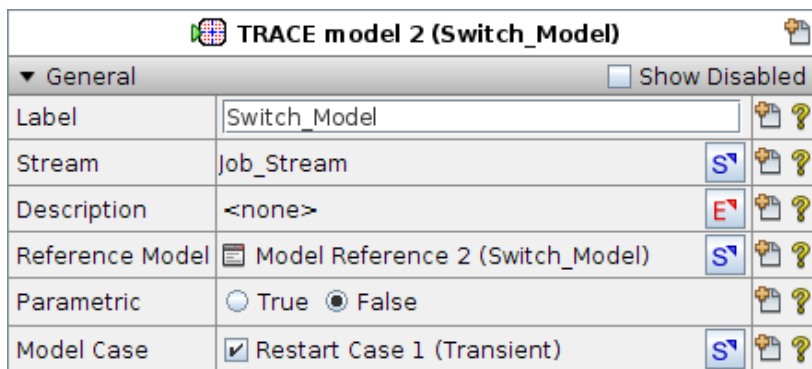 TRACE model 2 (Switch_Model)
▼ General Show Disabled
Label Switch_Model
Stream Job_Stream S
Description <none> E
Reference Model Model Reference 2 (Switch_Model) S
Parametric True False
Model Case Restart Case 1 (Transient) S